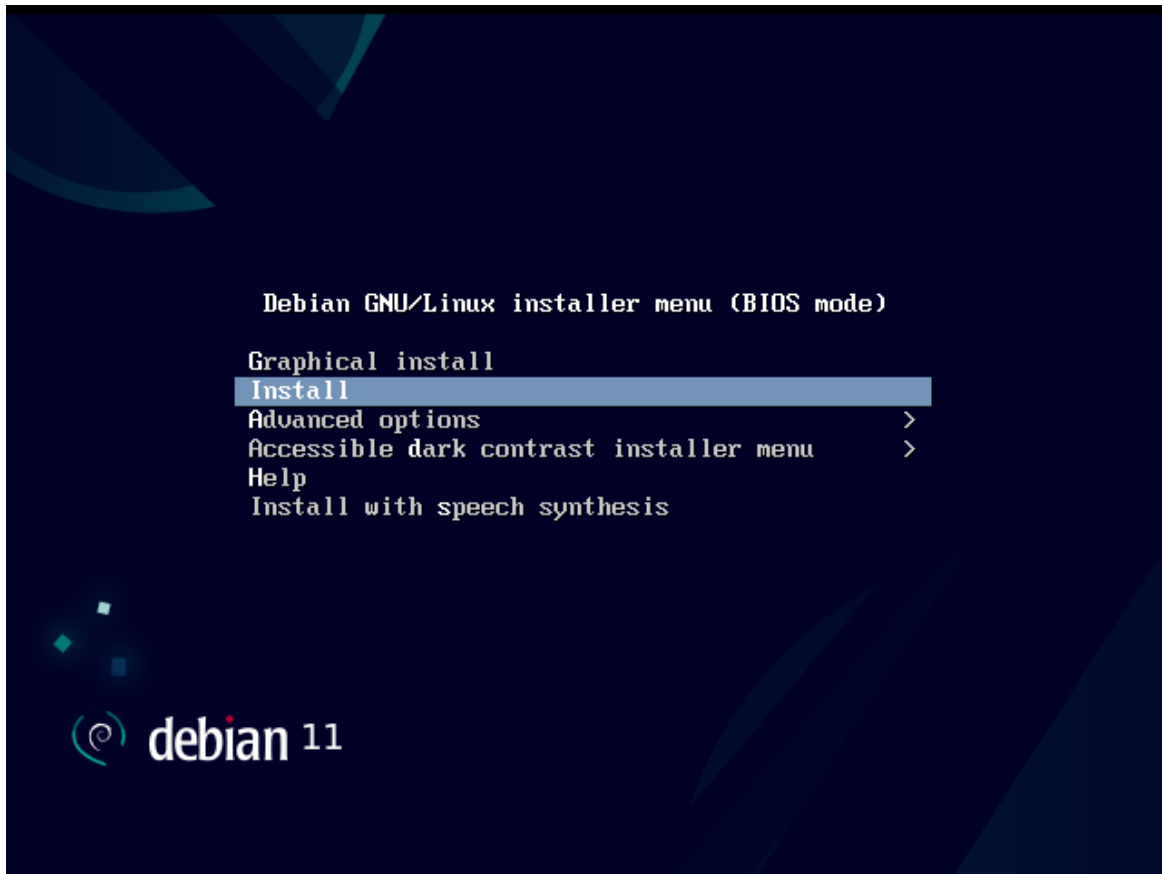 Debian GNU/Linux installer menu (BIOS mode)
Graphical install
Install
Advanced options >
Accessible dark contrast installer menu >
Help
Install with speech synthesis
debian 11